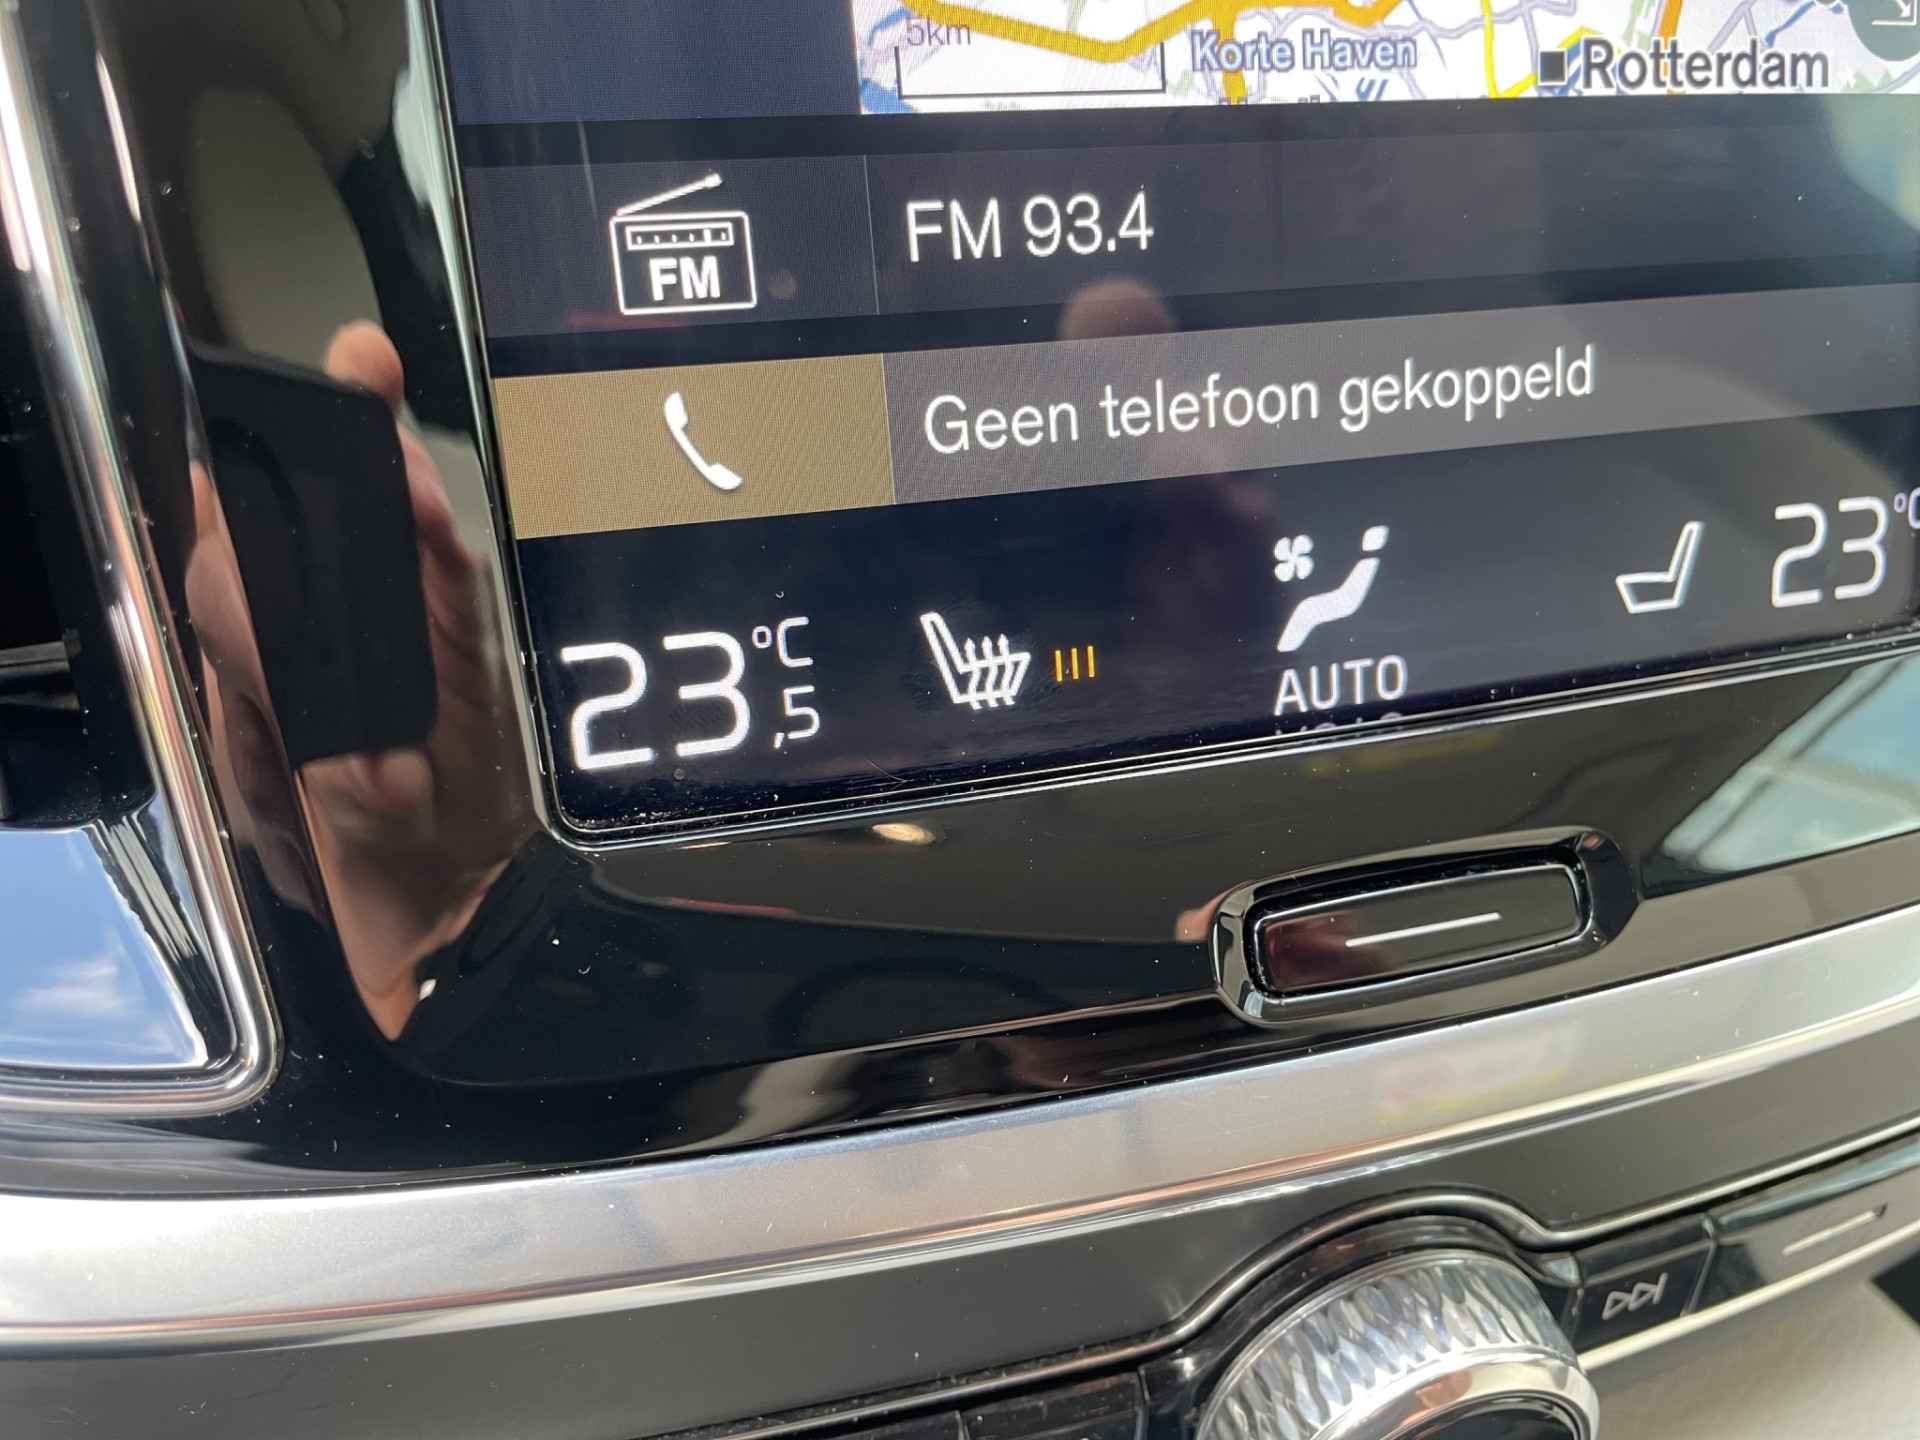 5km
Korte Haven
Rotterdam
FM
FM 93.4
Geen telefoon gekoppeld
23,5 °C
AUTO
23 °C